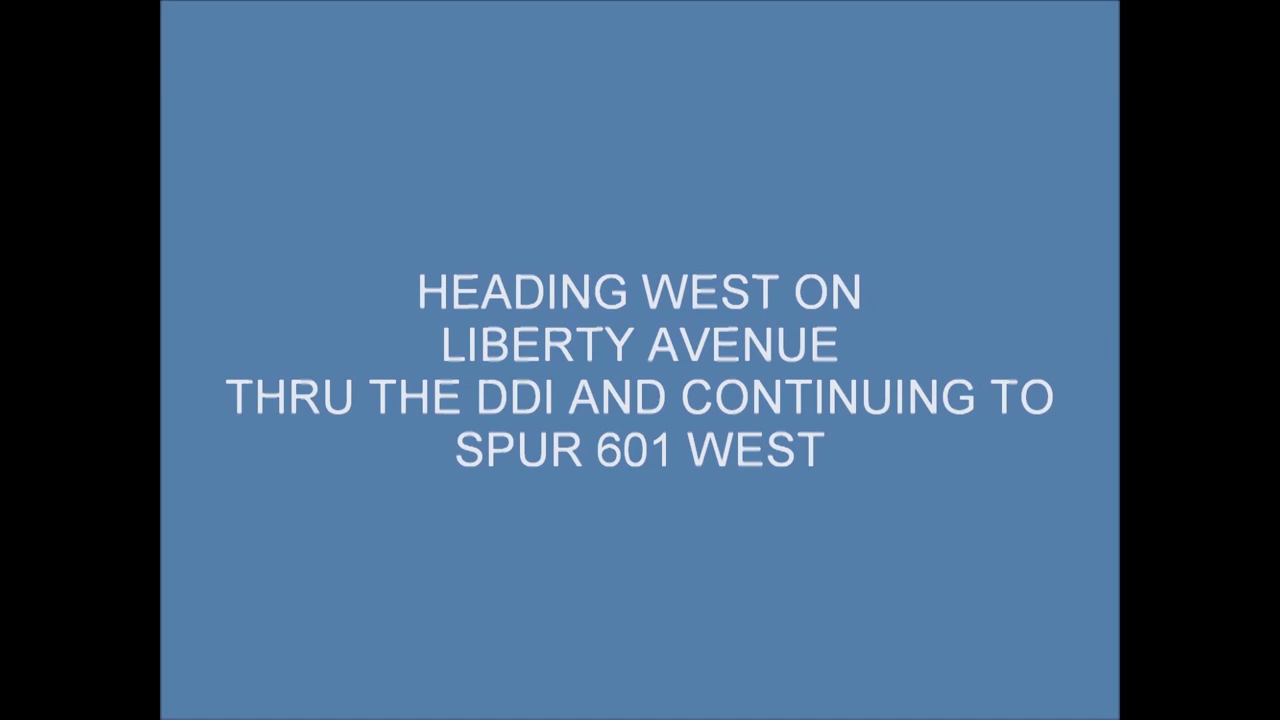 HEADING WEST ON
LIBERTY AVENUE
THRU THE DDI AND CONTINUING TO
SPUR 601 WEST